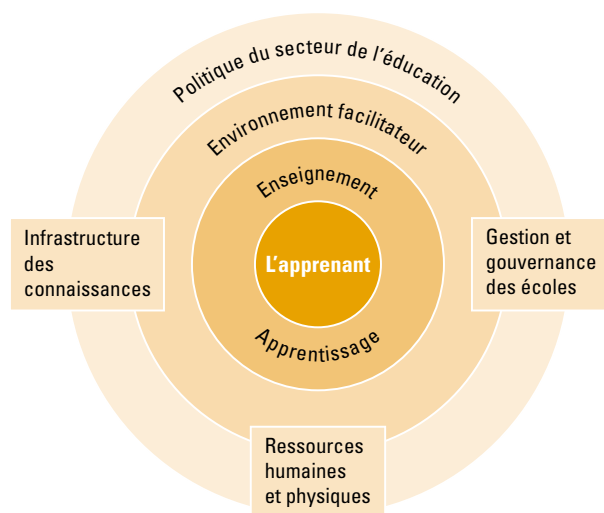 Politique du secteur de l'éducation
Environnement facilitateur
Enseignement
L'apprenant
Apprentissage
Infrastructure
des
connaissances
Gestion et
gouvernance
des écoles
Ressources
humaines
et physiques